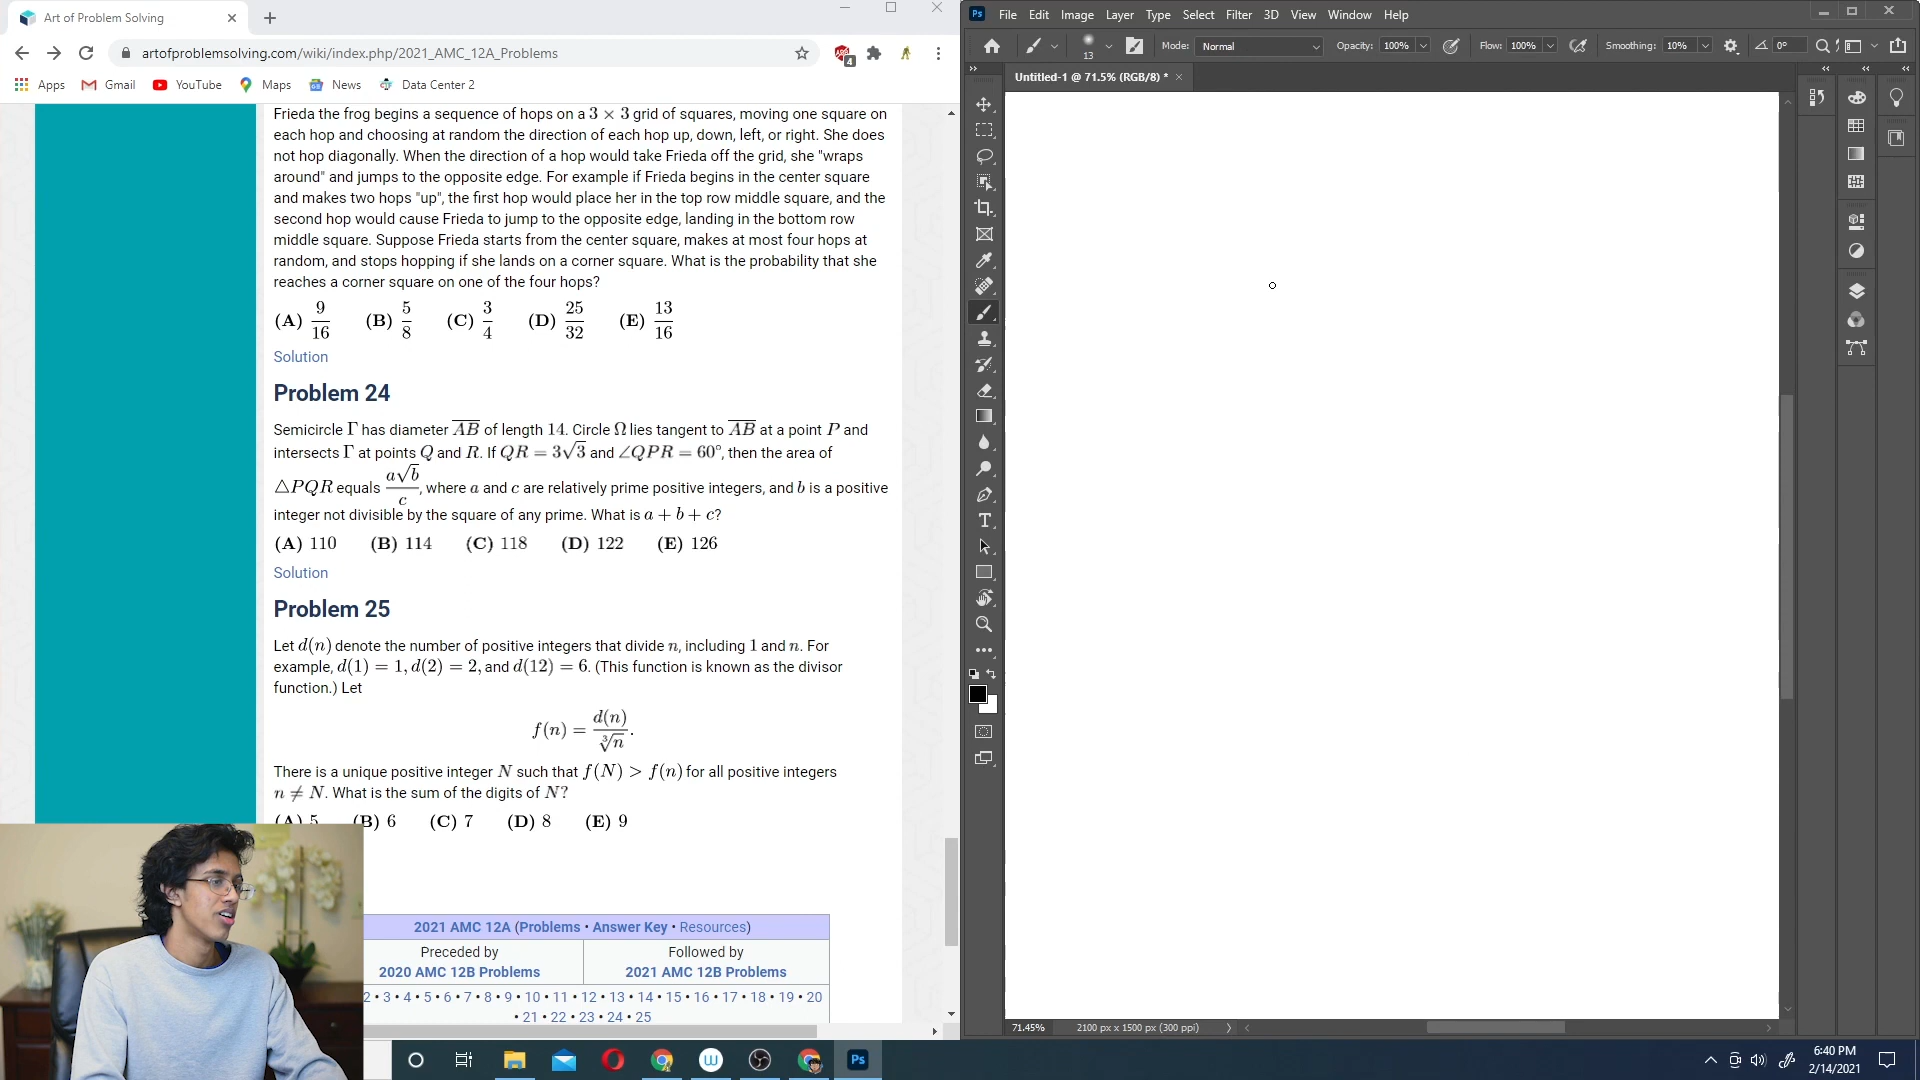 Art of Problem Solving
artofproblemsolving.com/wiki/index.php/2021_AMC_12A_Problems
4
Apps Gmail YouTube Maps News Data Center 2
Frieda the frog begins a sequence of hops on a 3 × 3 grid of squares, moving one square on
each hop and choosing at random the direction of each hop up, down, left, or right. She does
not hop diagonally. When the direction of a hop would take Frieda off the grid, she "wraps
around" and jumps to the opposite edge. For example if Frieda begins in the center square
and makes two hops "up", the first hop would place her in the top row middle square, and the
second hop would cause Frieda to jump to the opposite edge, landing in the bottom row
middle square. Suppose Frieda starts from the center square, makes at most four hops at
random, and stops hopping if she lands on a corner square. What is the probability that she
reaches a corner square on one of the four hops?
(A) 9/16 (B) 5/8 (C) 3/4 (D) 25/32 (E) 13/16
Solution
Problem 24
Semicircle Γ has diameter AB of length 14. Circle Ω lies tangent to AB at a point P and
intersects Γ at points Q and R. If QR = 3√3 and ∠QPR = 60°, then the area of
△PQR equals a√b/c, where a and c are relatively prime positive integers, and b is a positive
integer not divisible by the square of any prime. What is a + b + c?
(A) 110 (B) 114 (C) 118 (D) 122 (E) 126
Solution
Problem 25
Let d(n) denote the number of positive integers that divide n, including 1 and n. For
example, d(1) = 1, d(2) = 2, and d(12) = 6. (This function is known as the divisor
function.) Let
f(n) = d(n)/∛n.
There is a unique positive integer N such that f(N) > f(n) for all positive integers
n ≠ N. What is the sum of the digits of N?
(A) 5 (B) 6 (C) 7 (D) 8 (E) 9
2021 AMC 12A (Problems • Answer Key • Resources)
Preceded by
2020 AMC 12B Problems
Followed by
2021 AMC 12B Problems
2 • 3 • 4 • 5 • 6 • 7 • 8 • 9 • 10 • 11 • 12 • 13 • 14 • 15 • 16 • 17 • 18 • 19 • 20
• 21 • 22 • 23 • 24 • 25
Ps File Edit Image Layer Type Select Filter 3D View Window Help
13 Mode: Normal Opacity: 100% Flow: 100% Smoothing: 10% 0°
Untitled-1 @ 71.5% (RGB/8) *
T
71.45% 2100 px x 1500 px (300 ppi)
Ps
6:40 PM
2/14/2021